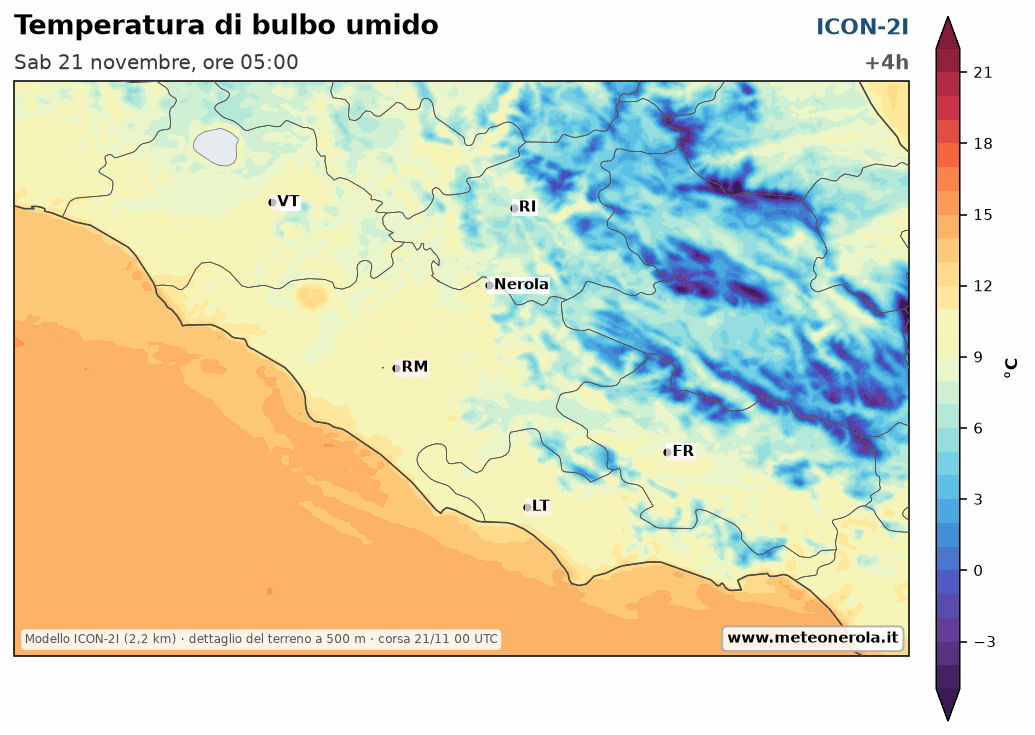 Temperatura di bulbo umido
ICON-2I
Sab 21 novembre, ore 05:00
+4h
VT
RI
Nerola
RM
FR
LT
21
18
15
12
9
6
3
0
−3
°C
Modello ICON-2I (2,2 km) · dettaglio del terreno a 500 m · corsa 21/11 00 UTC
www.meteonerola.it